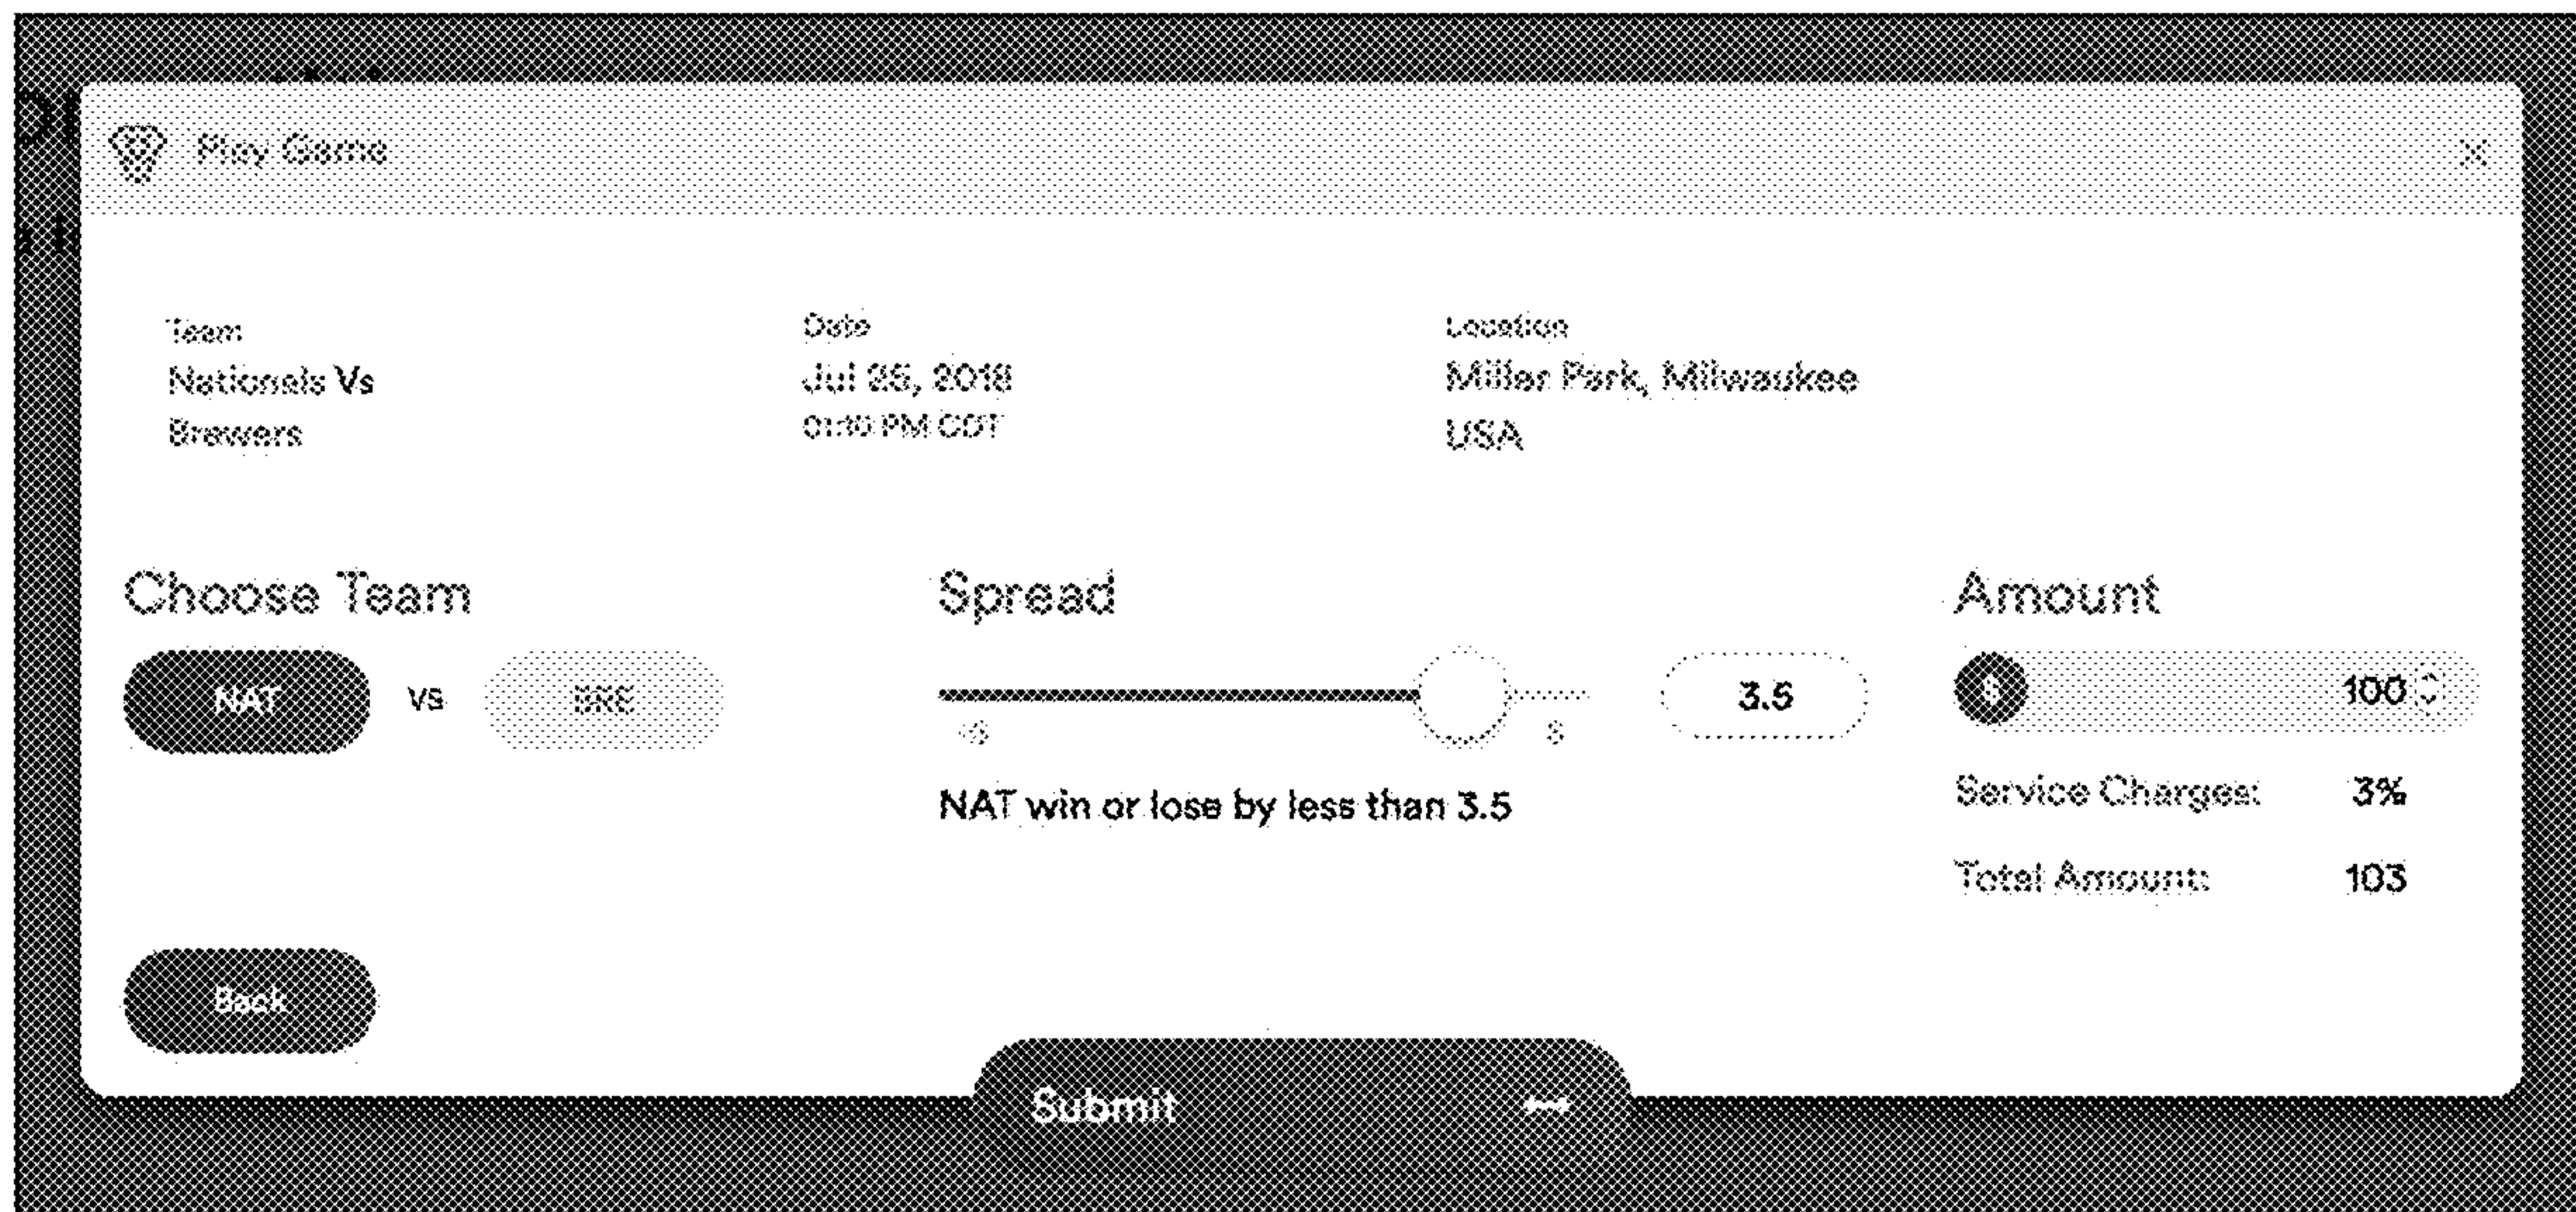 Play Game
Team
Nationals Vs
Brewers
Date
Jul 25, 2018
01:10 PM CDT
Location
Miller Park, Milwaukee
USA
Choose Team
NAT vs BRE
Spread
3.5
NAT win or lose by less than 3.5
Amount
$ 100
Service Charges: 3%
Total Amount: 103
Back
Submit